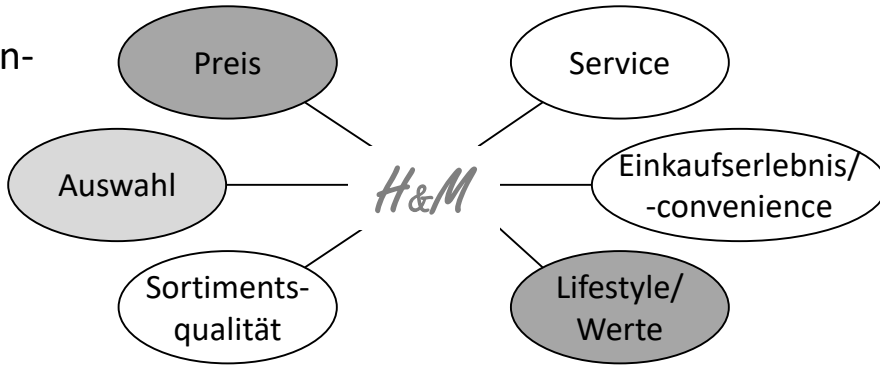 n-
Preis
Service
Auswahl
H&M
Einkaufserlebnis/
-convenience
Sortiments-
qualität
Lifestyle/
Werte